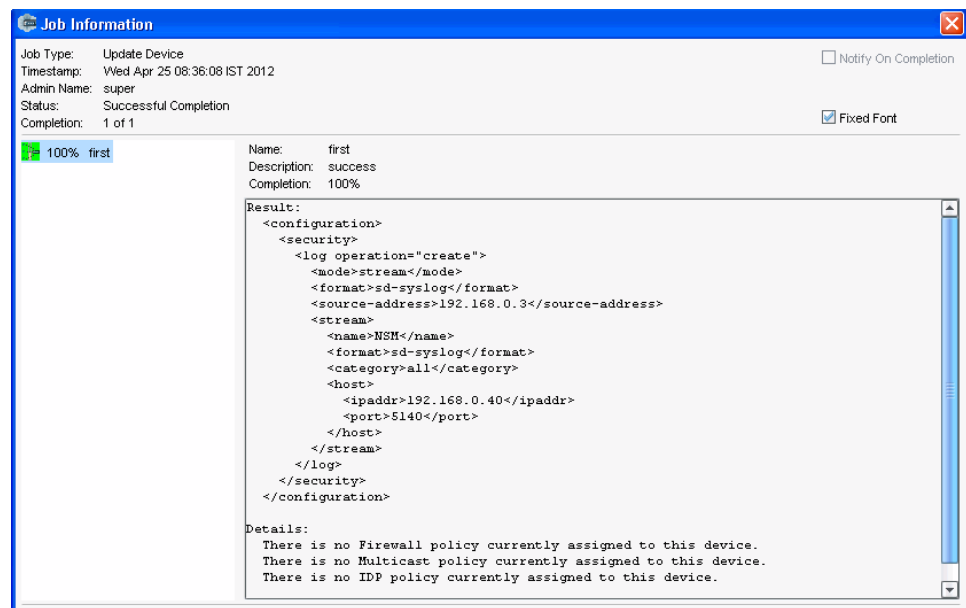 Job Information
Job Type: Update Device
Timestamp: Wed Apr 25 08:36:08 IST 2012
Admin Name: super
Status: Successful Completion
Completion: 1 of 1
Notify On Completion
Fixed Font
100% first
Name: first
Description: success
Completion: 100%
Result:
<configuration>
<security>
<log operation="create">
<mode>stream</mode>
<format>sd-syslog</format>
<source-address>192.168.0.3</source-address>
<stream>
<name>NSM</name>
<format>sd-syslog</format>
<category>all</category>
<host>
<ipaddr>192.168.0.40</ipaddr>
<port>5140</port>
</host>
</stream>
</log>
</security>
</configuration>
Details:
There is no Firewall policy currently assigned to this device.
There is no Multicast policy currently assigned to this device.
There is no IDP policy currently assigned to this device.